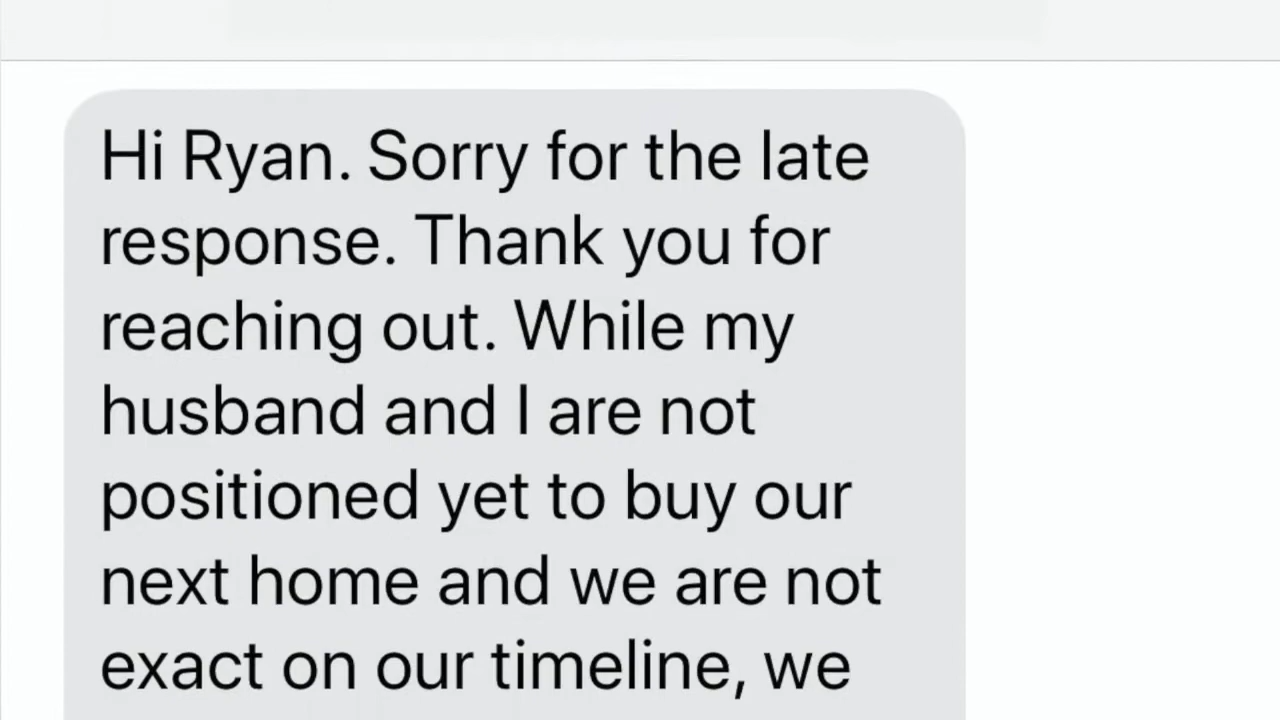 Hi Ryan. Sorry for the late
response. Thank you for
reaching out. While my
husband and I are not
positioned yet to buy our
next home and we are not
exact on our timeline, we